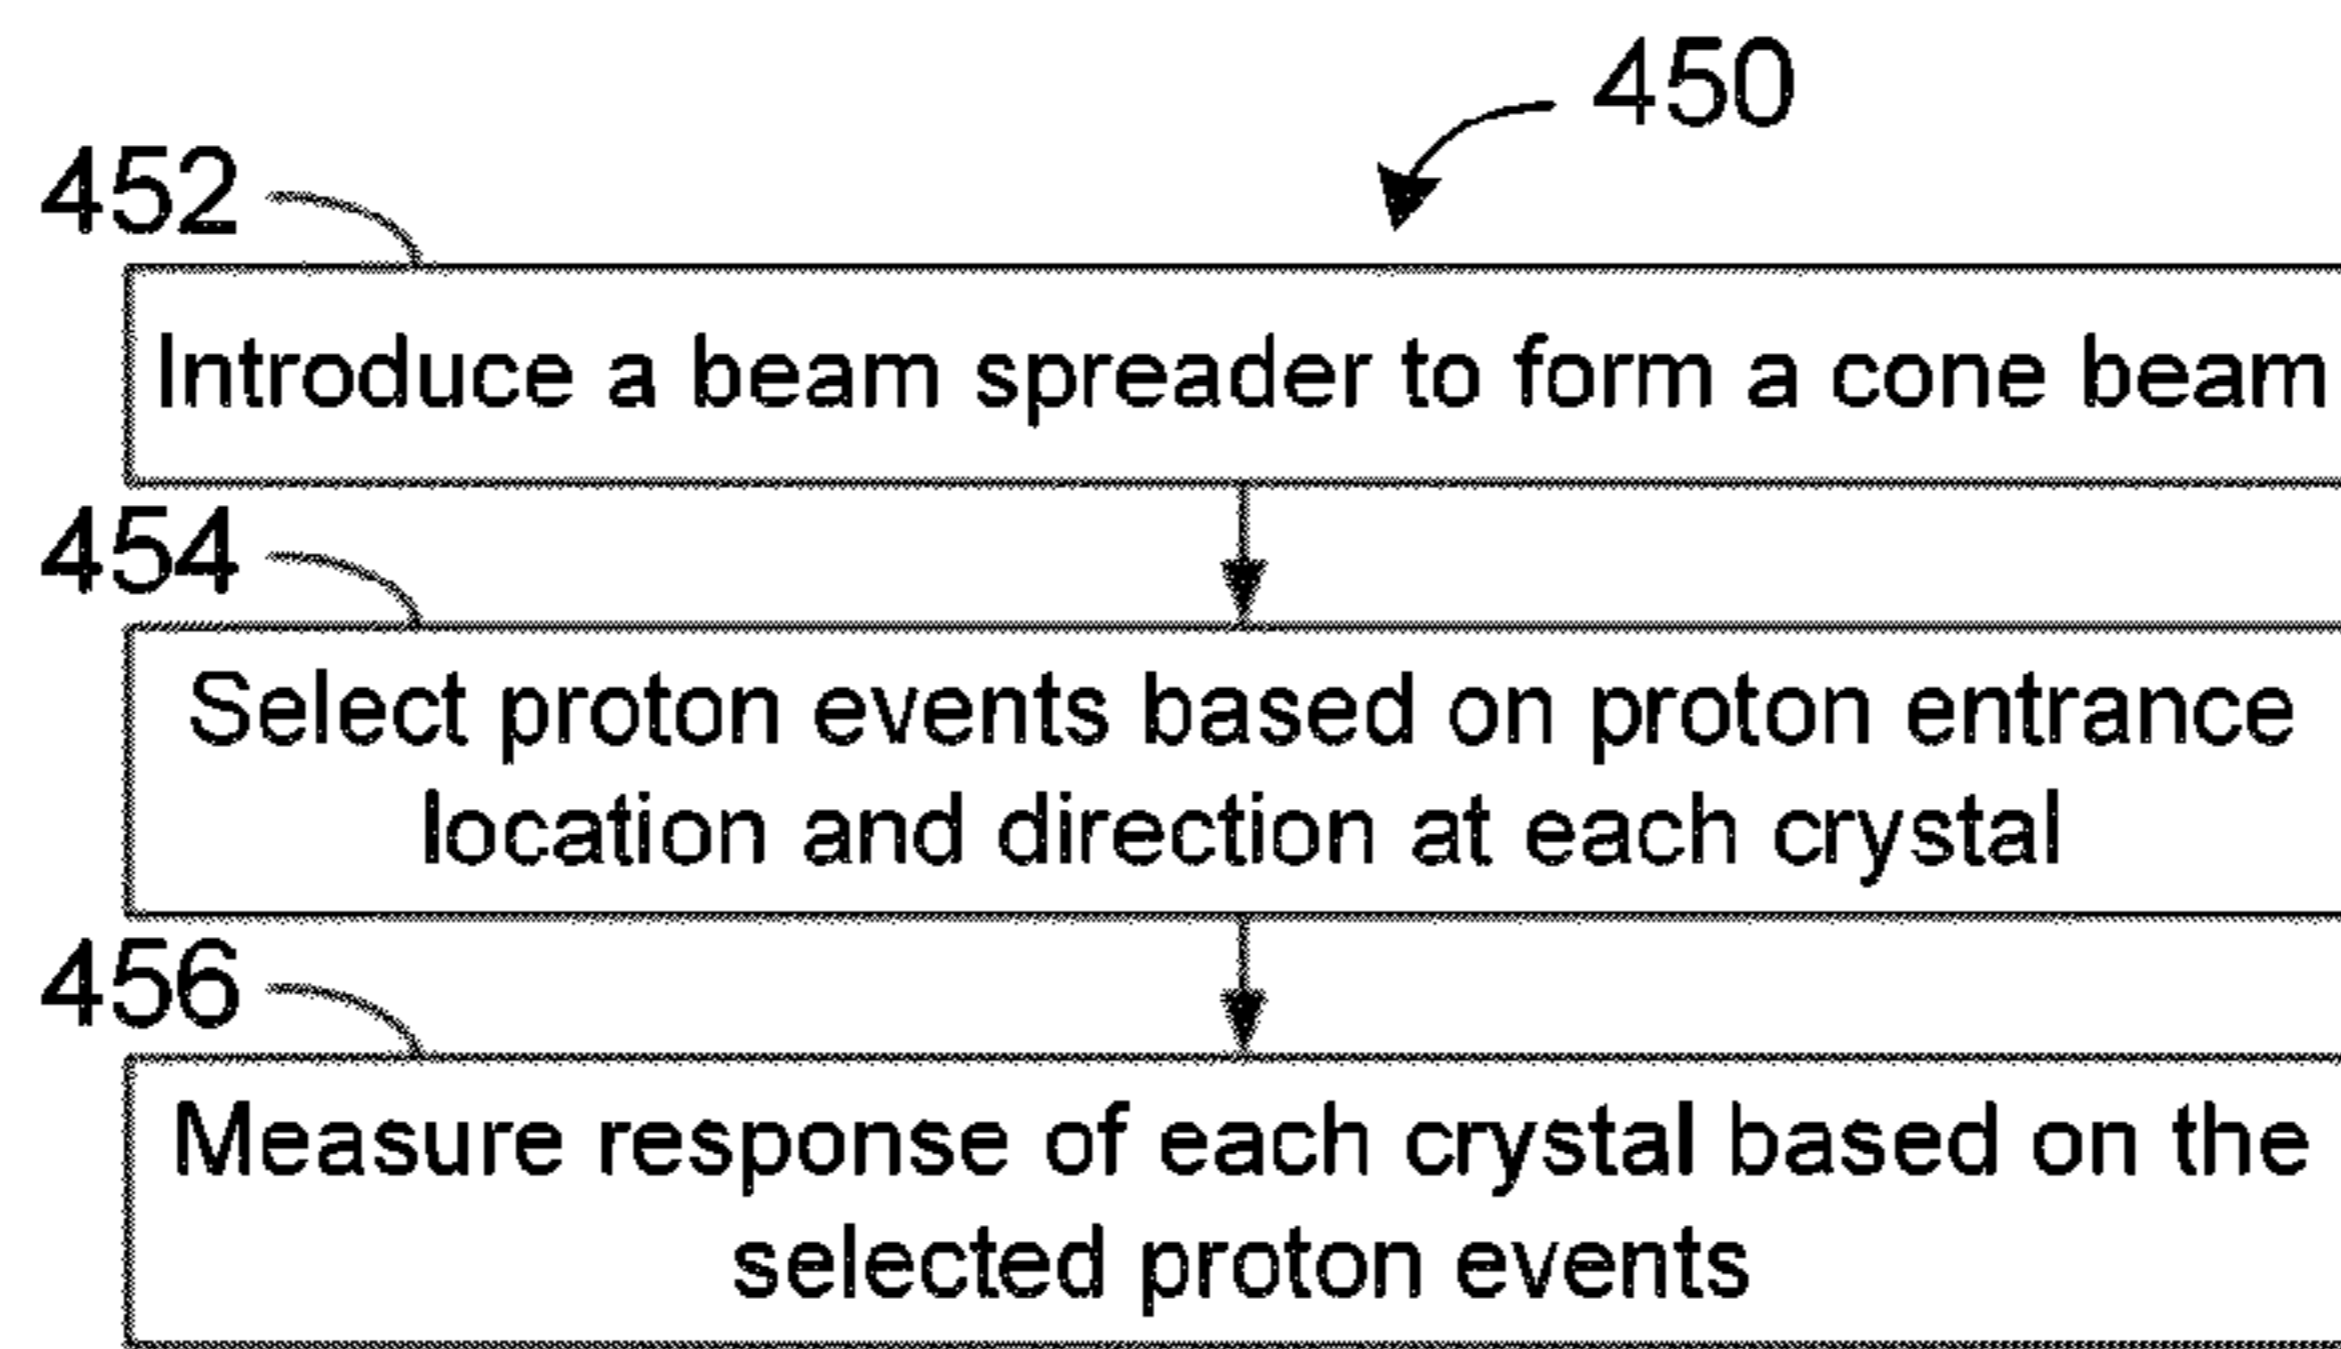 450
452
Introduce a beam spreader to form a cone beam
454
Select proton events based on proton entrance
location and direction at each crystal
456
Measure response of each crystal based on the
selected proton events